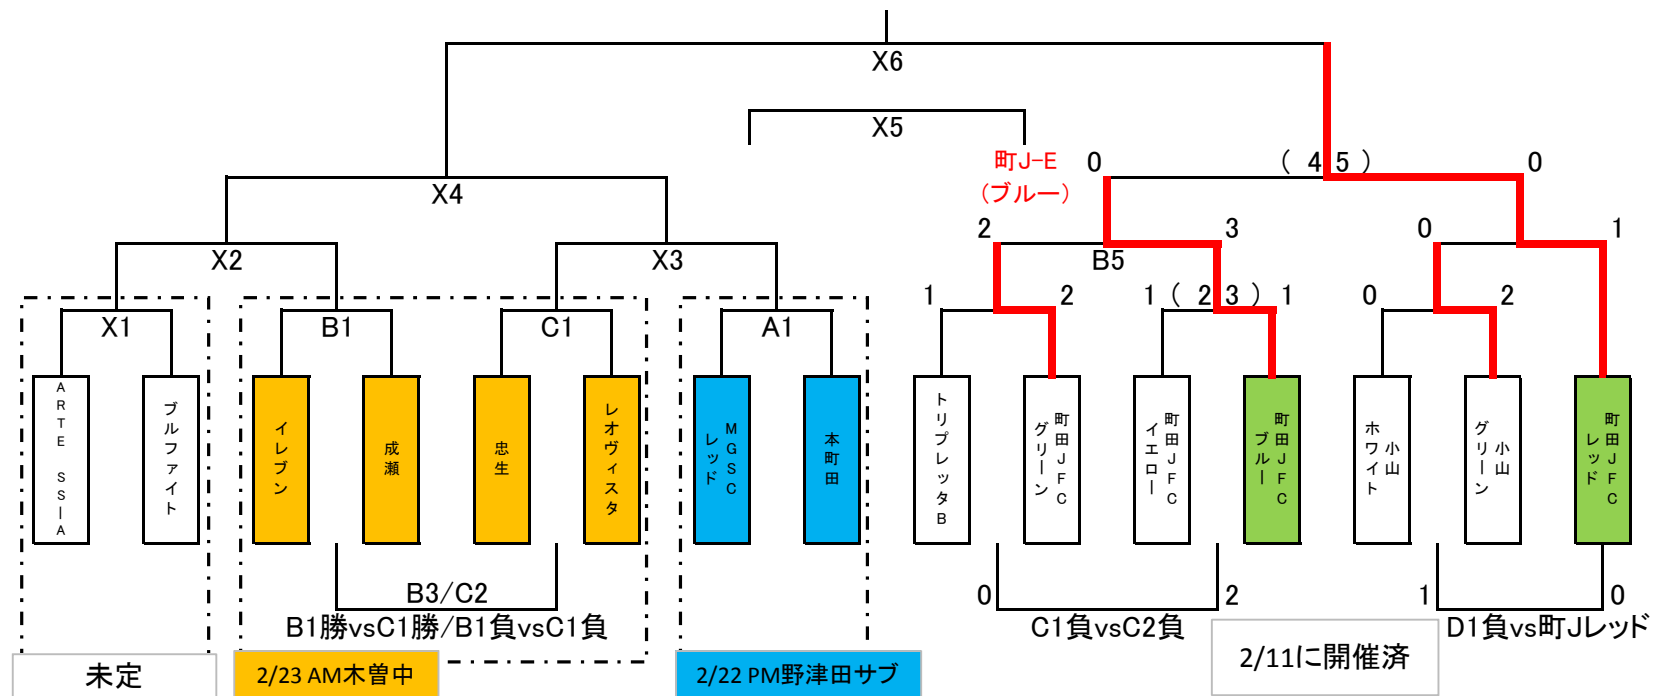 X6
X5
町J-E
(ブルー)
0 ( 4 5 ) 0
X4
2 3
0 1
X2
X3
B5
1 2
1 ( 2 3 ) 1
0 2
X1
B1
C1
A1
ARTE SSIA
ブルファイト
イレブン
成瀬
忠生
レオヴィスタ
MGSC
レッド
本町田
トリプレッタB
町田JFC
グリーン
町田JFC
イエロー
町田JFC
ブルー
小山
ホワイト
小山
グリーン
町田JFC
レッド
B3/C2
B1勝vsC1勝/B1負vsC1負
0 2
C1負vsC2負
1 0
D1負vs町Jレッド
未定
2/23 AM木曽中
2/22 PM野津田サブ
2/11に開催済